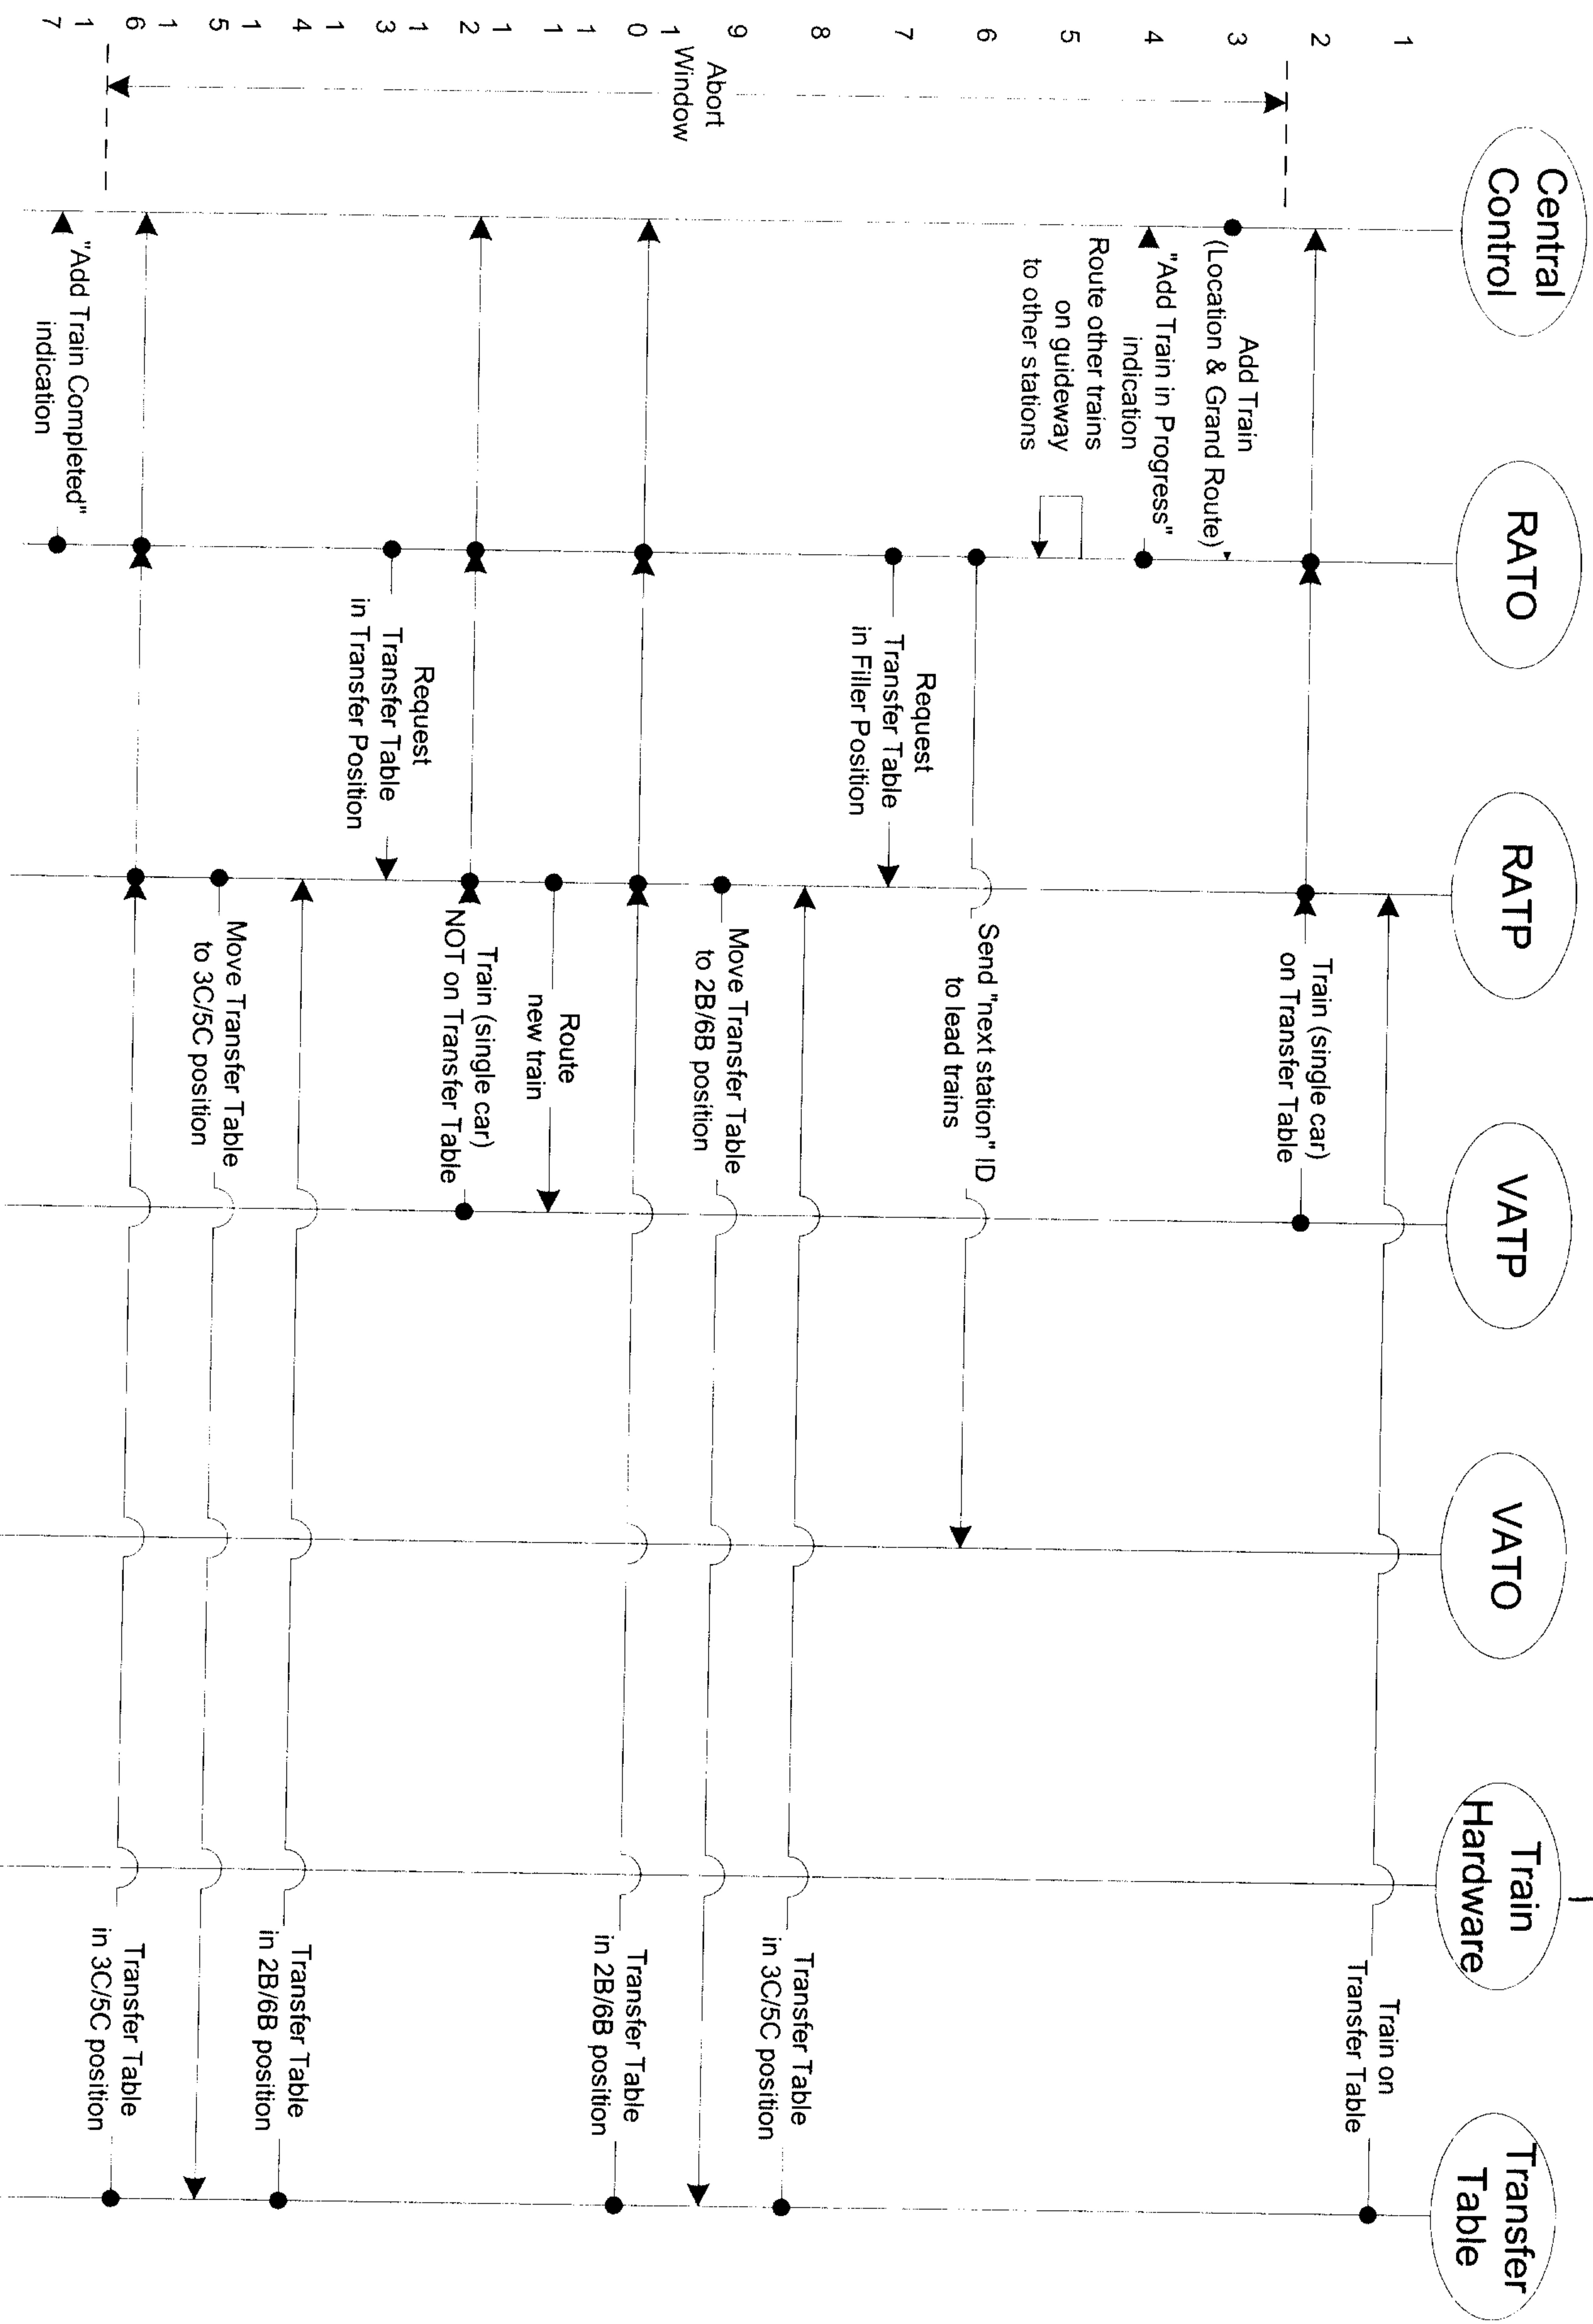 Central
Control
RATO
RATP
VATP
VATO
Train
Hardware
Transfer
Table
1
Train on
Transfer Table
2
Train (single car)
on Transfer Table
3
Add Train
(Location & Grand Route)
4
"Add Train in Progress"
indication
5
Route other trains
on guideway
to other stations
6
Send "next station" ID
to lead trains
7
Request
Transfer Table
in Filler Position
8
Transfer Table
in 3C/5C position
9
Move Transfer Table
to 2B/6B position
Abort
Window
1
0
Transfer Table
in 2B/6B position
1
1
Route
new train
1
2
Train (single car)
NOT on Transfer Table
1
3
Request
Transfer Table
in Transfer Position
1
4
Transfer Table
in 2B/6B position
1
5
Move Transfer Table
to 3C/5C position
1
6
Transfer Table
in 3C/5C position
1
7
"Add Train Completed"
indication